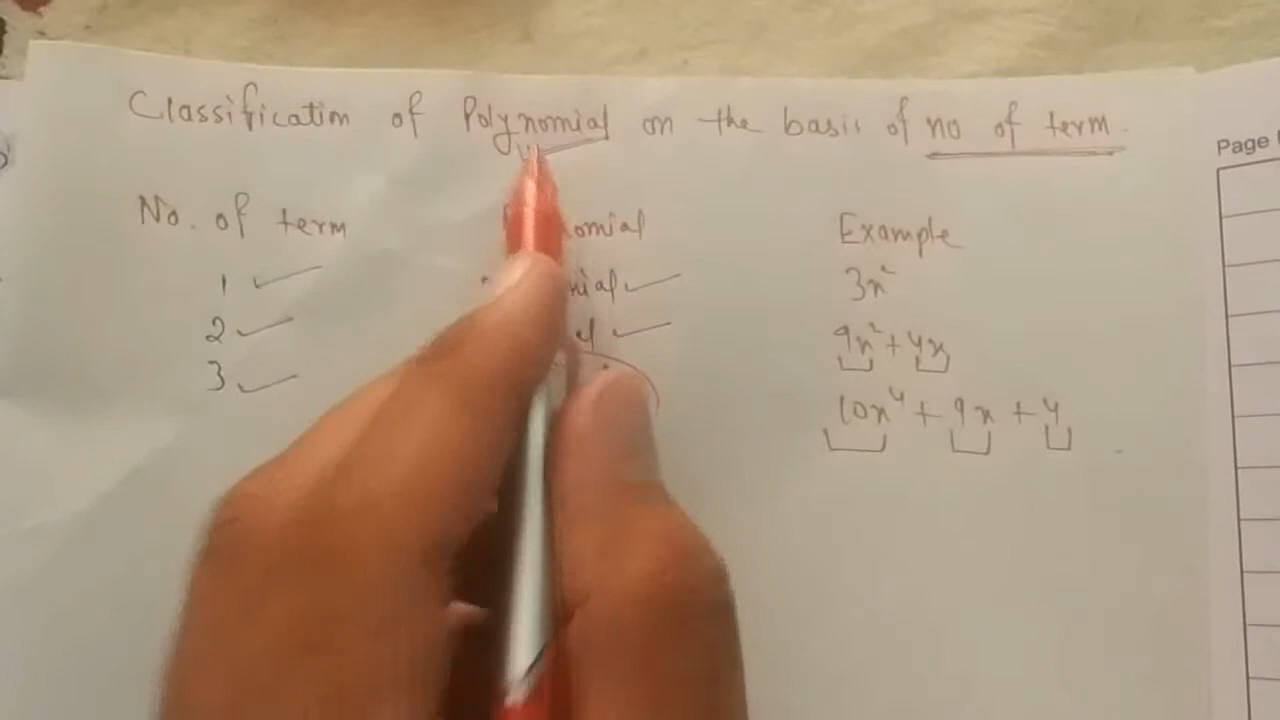 Classification of Polynomial on the basis of no of term.
No. of term Example
1 3x²
2 9x² + 4x
3 10x⁴ + 9x + 4
Page